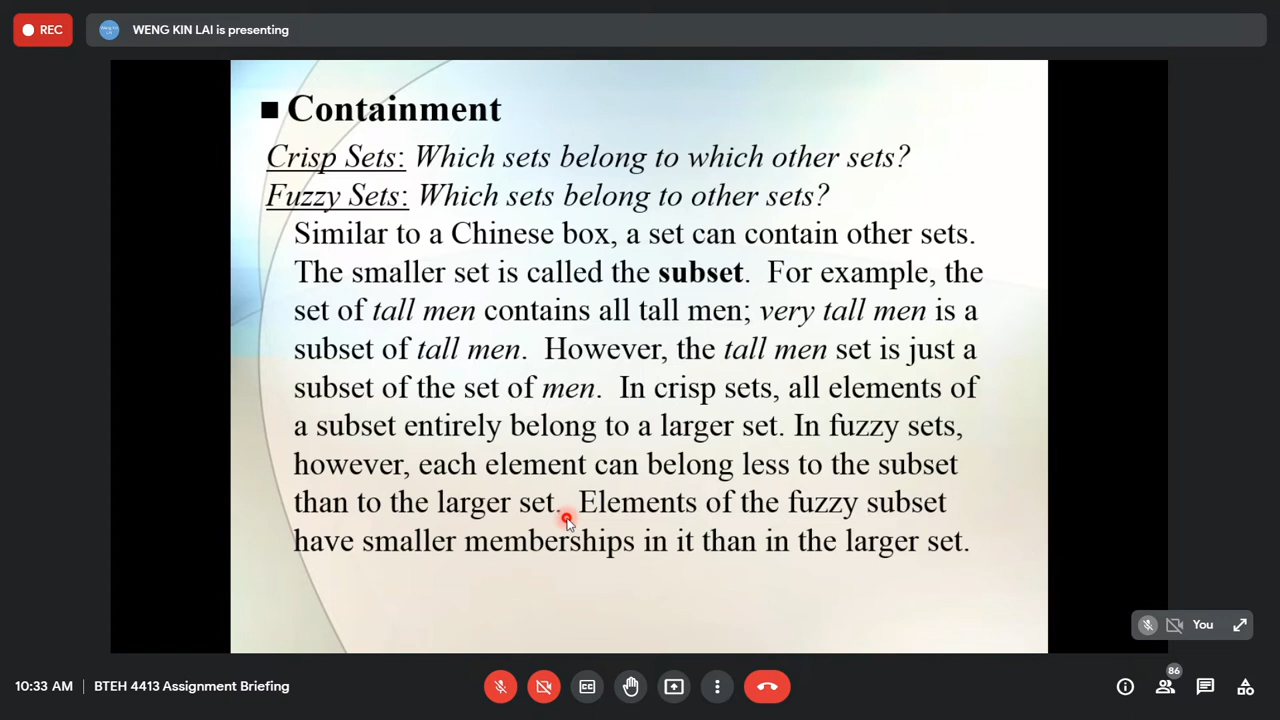 REC
WENG KIN LAI is presenting
■ Containment
Crisp Sets: Which sets belong to which other sets?
Fuzzy Sets: Which sets belong to other sets?
Similar to a Chinese box, a set can contain other sets.
The smaller set is called the subset. For example, the
set of tall men contains all tall men; very tall men is a
subset of tall men. However, the tall men set is just a
subset of the set of men. In crisp sets, all elements of
a subset entirely belong to a larger set. In fuzzy sets,
however, each element can belong less to the subset
than to the larger set. Elements of the fuzzy subset
have smaller memberships in it than in the larger set.
You
86
10:33 AM | BTEH 4413 Assignment Briefing